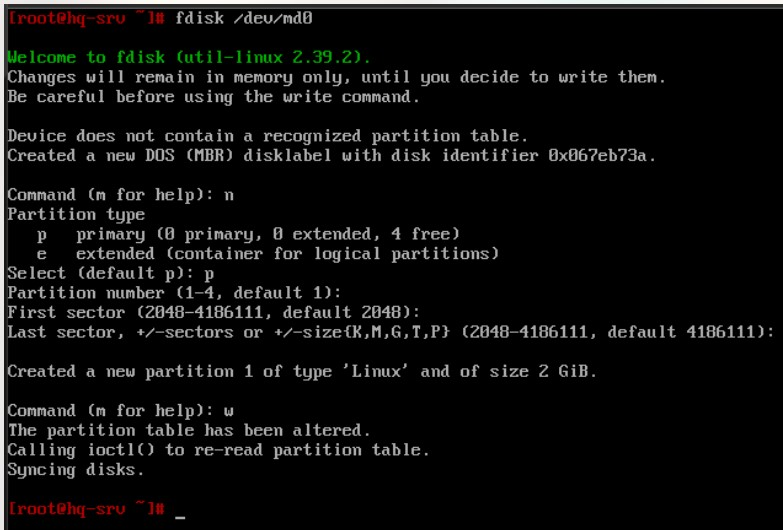 [root@hq-srv ~]# fdisk /dev/md0
Welcome to fdisk (util-linux 2.39.2).
Changes will remain in memory only, until you decide to write them.
Be careful before using the write command.
Device does not contain a recognized partition table.
Created a new DOS (MBR) disklabel with disk identifier 0x067eb73a.
Command (m for help): n
Partition type
p   primary (0 primary, 0 extended, 4 free)
e   extended (container for logical partitions)
Select (default p): p
Partition number (1-4, default 1):
First sector (2048-4186111, default 2048):
Last sector, +/-sectors or +/-size{K,M,G,T,P} (2048-4186111, default 4186111):
Created a new partition 1 of type 'Linux' and of size 2 GiB.
Command (m for help): w
The partition table has been altered.
Calling ioctl() to re-read partition table.
Syncing disks.
[root@hq-srv ~]# _